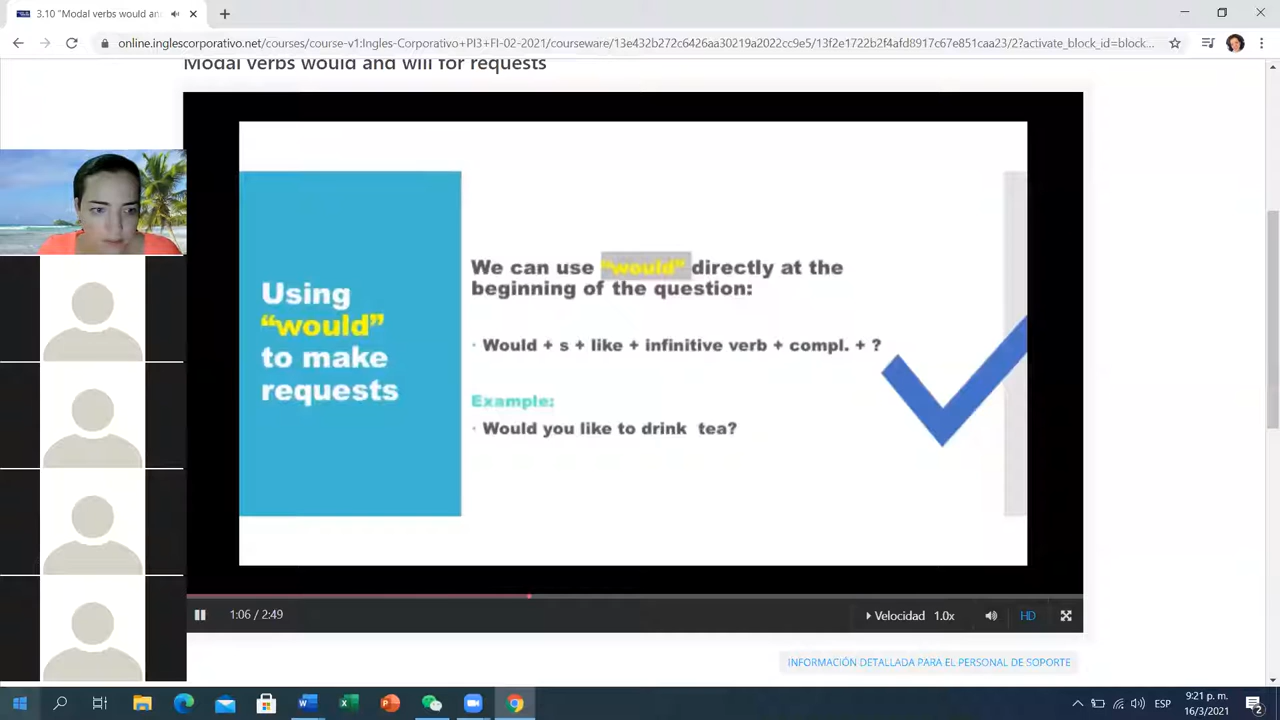 3.10 "Modal verbs would an
online.inglescorporativo.net/courses/course-v1:Ingles-Corporativo+PI3+FI-02-2021/courseware/13e432b272c6426aa30219a2022cc9e5/13f2e1722b2f4afd8917c67e851caa23/2?activate_block_id=block...
Modal verbs would and will for requests
Using
"would"
to make
requests
We can use "would" directly at the
beginning of the question:
· Would + s + like + infinitive verb + compl. + ?
Example:
· Would you like to drink tea?
1:06 / 2:49
Velocidad 1.0x
HD
INFORMACIÓN DETALLADA PARA EL PERSONAL DE SOPORTE
ESP
9:21 p. m.
16/3/2021
2